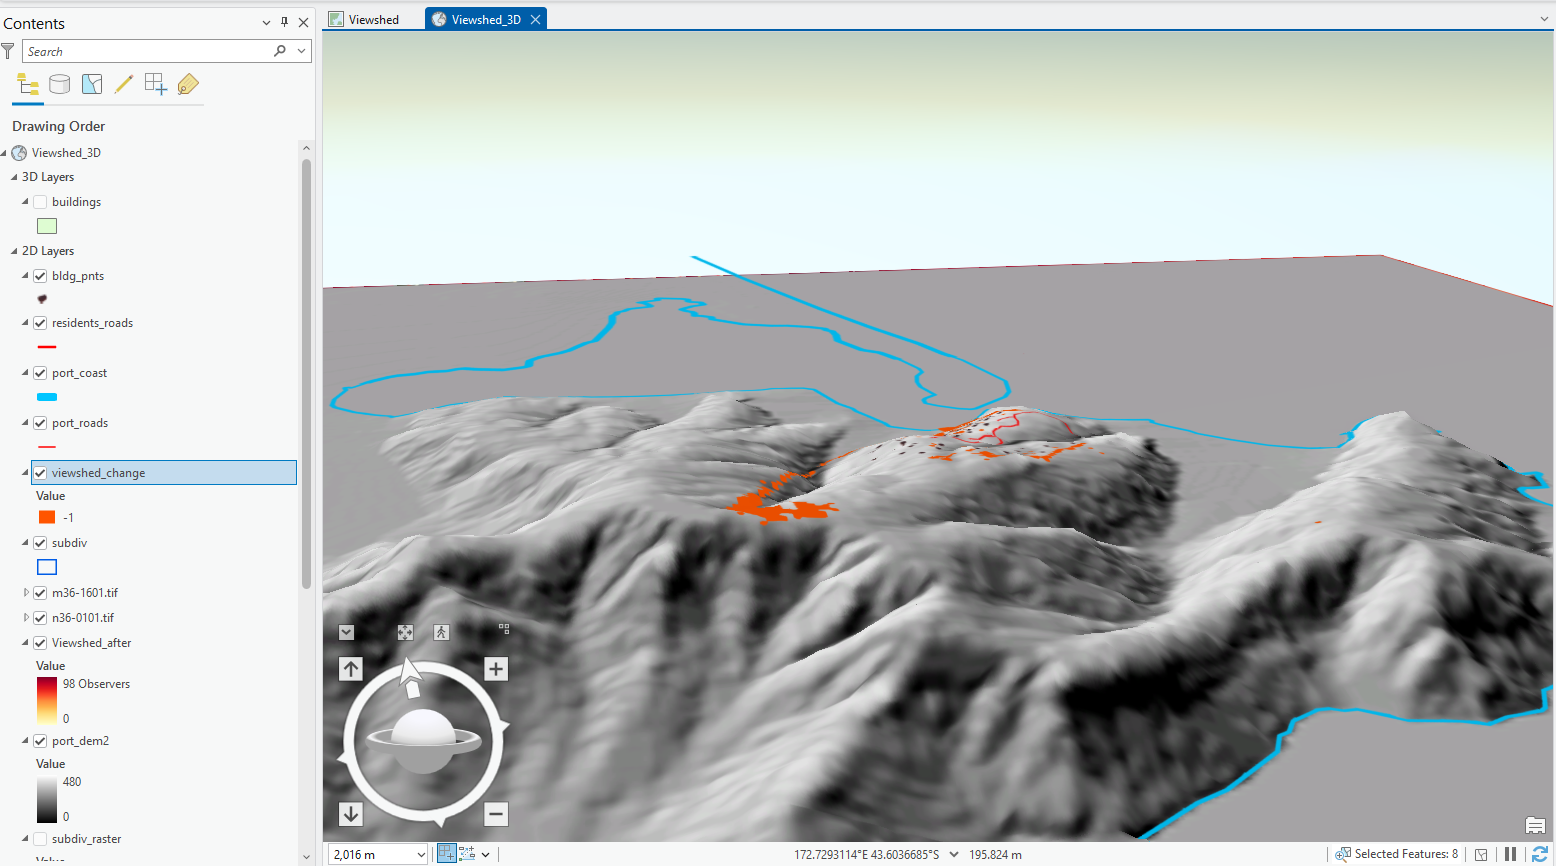 Contents
Viewshed
Viewshed_3D
Search
Drawing Order
Viewshed_3D
3D Layers
buildings
2D Layers
bldg_pnts
residents_roads
port_coast
port_roads
viewshed_change
Value
-1
subdiv
m36-1601.tif
n36-0101.tif
Viewshed_after
Value
98 Observers
0
port_dem2
Value
480
0
subdiv_raster
Value
2,016 m
172.7293114°E 43.6036685°S
195.824 m
Selected Features: 8